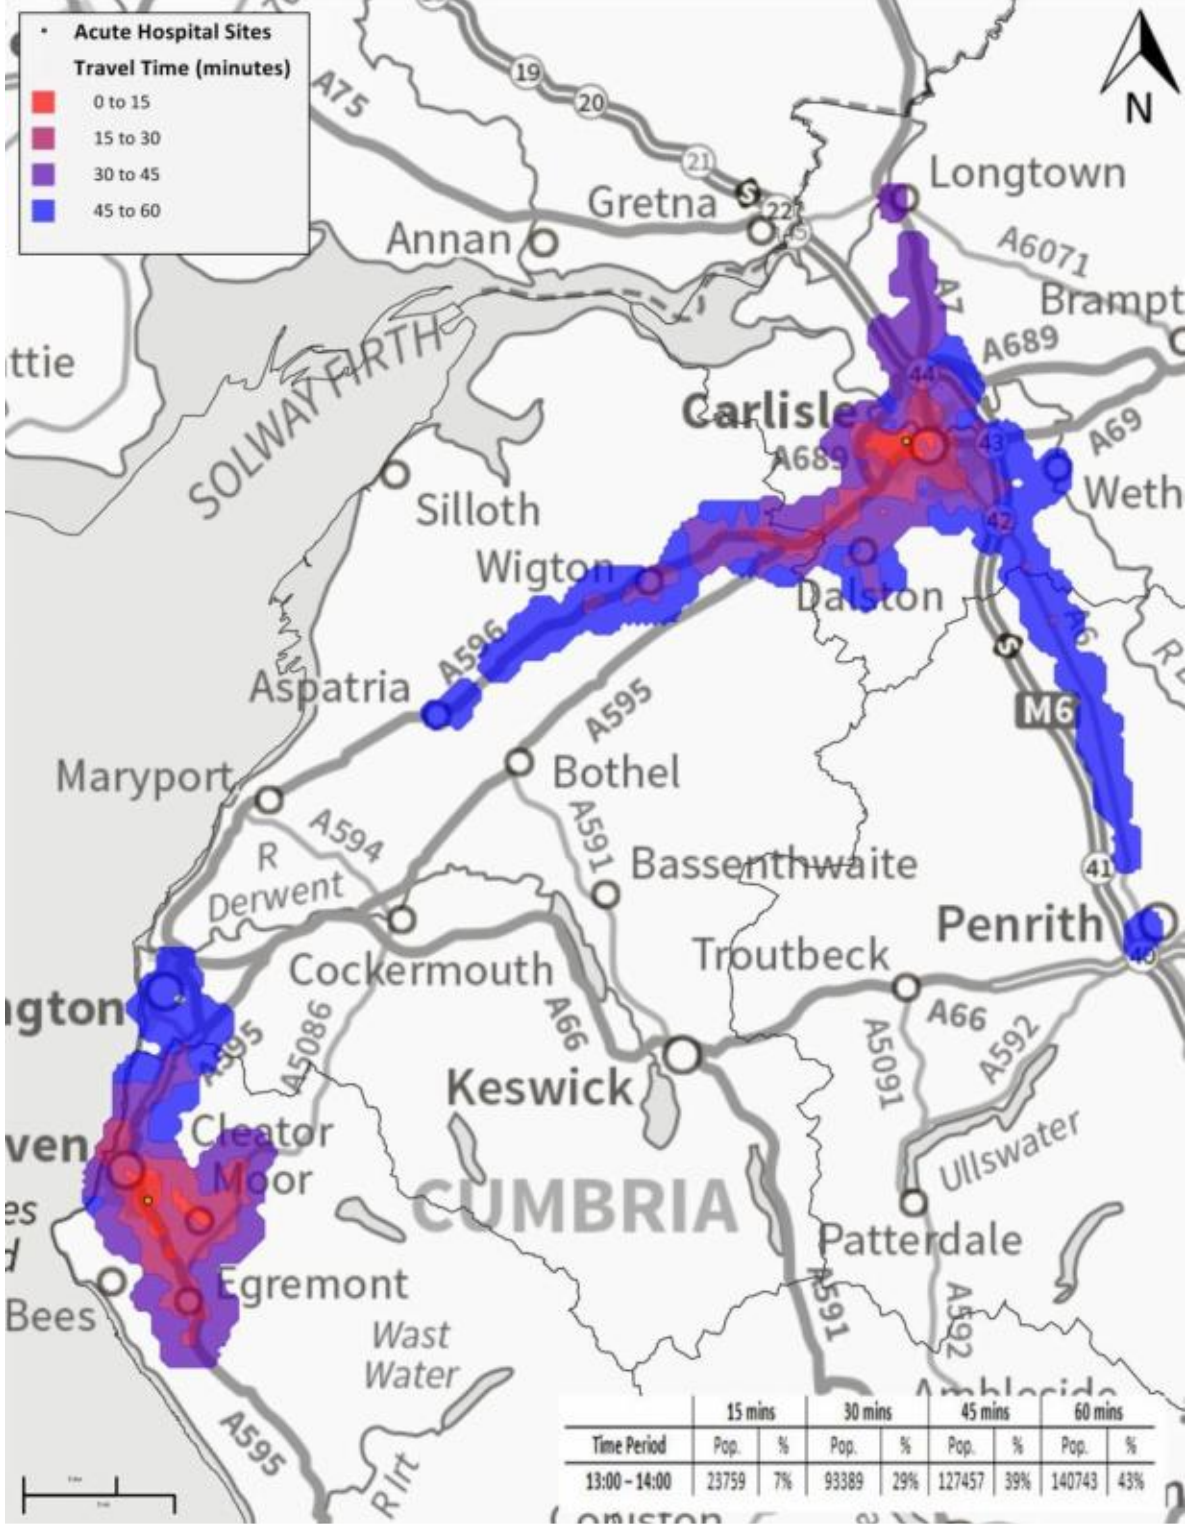 Acute Hospital Sites
Travel Time (minutes)
0 to 15
15 to 30
30 to 45
45 to 60
N
19
20
21
22
A75
S
Gretna
Longtown
Annan
A6071
A7
Brampt
ttie
SOLWAY FIRTH
44
A689
Carlisle
43
A69
A689
Silloth
Weth
42
Wigton
Dalston
A596
A6
S
Aspatria
A595
M6
Maryport
Bothel
A594
A591
R
Derwent
Bassenthwaite
41
Penrith
Troutbeck
40
Cockermouth
ngton
A66
A66
A595
A5086
A5091
A592
Keswick
ven
Cleator
Moor
Ullswater
CUMBRIA
es
d
Patterdale
Egremont
Bees
A591
A592
Wast
Water
Ambleside
A595
R Irt
15 mins 30 mins 45 mins 60 mins
Time Period Pop. % Pop. % Pop. % Pop. %
13:00 – 14:00 23759 7% 93389 29% 127457 39% 140743 43%